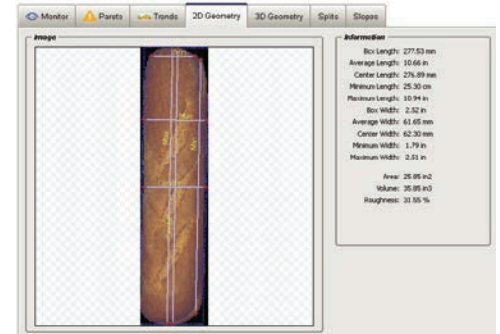 Monitor Pareto Trends 2D Geometry 3D Geometry Splits Slopes
Image
Information
Box Length: 277.53 mm
Average Length: 10.66 in
Center Length: 276.89 mm
Minimum Length: 25.30 cm
Maximum Length: 10.94 in
Box Width: 2.52 in
Average Width: 61.65 mm
Center Width: 62.30 mm
Minimum Width: 1.79 in
Maximum Width: 2.51 in
Area: 25.85 in2
Volume: 35.85 in3
Roughness: 31.55 %